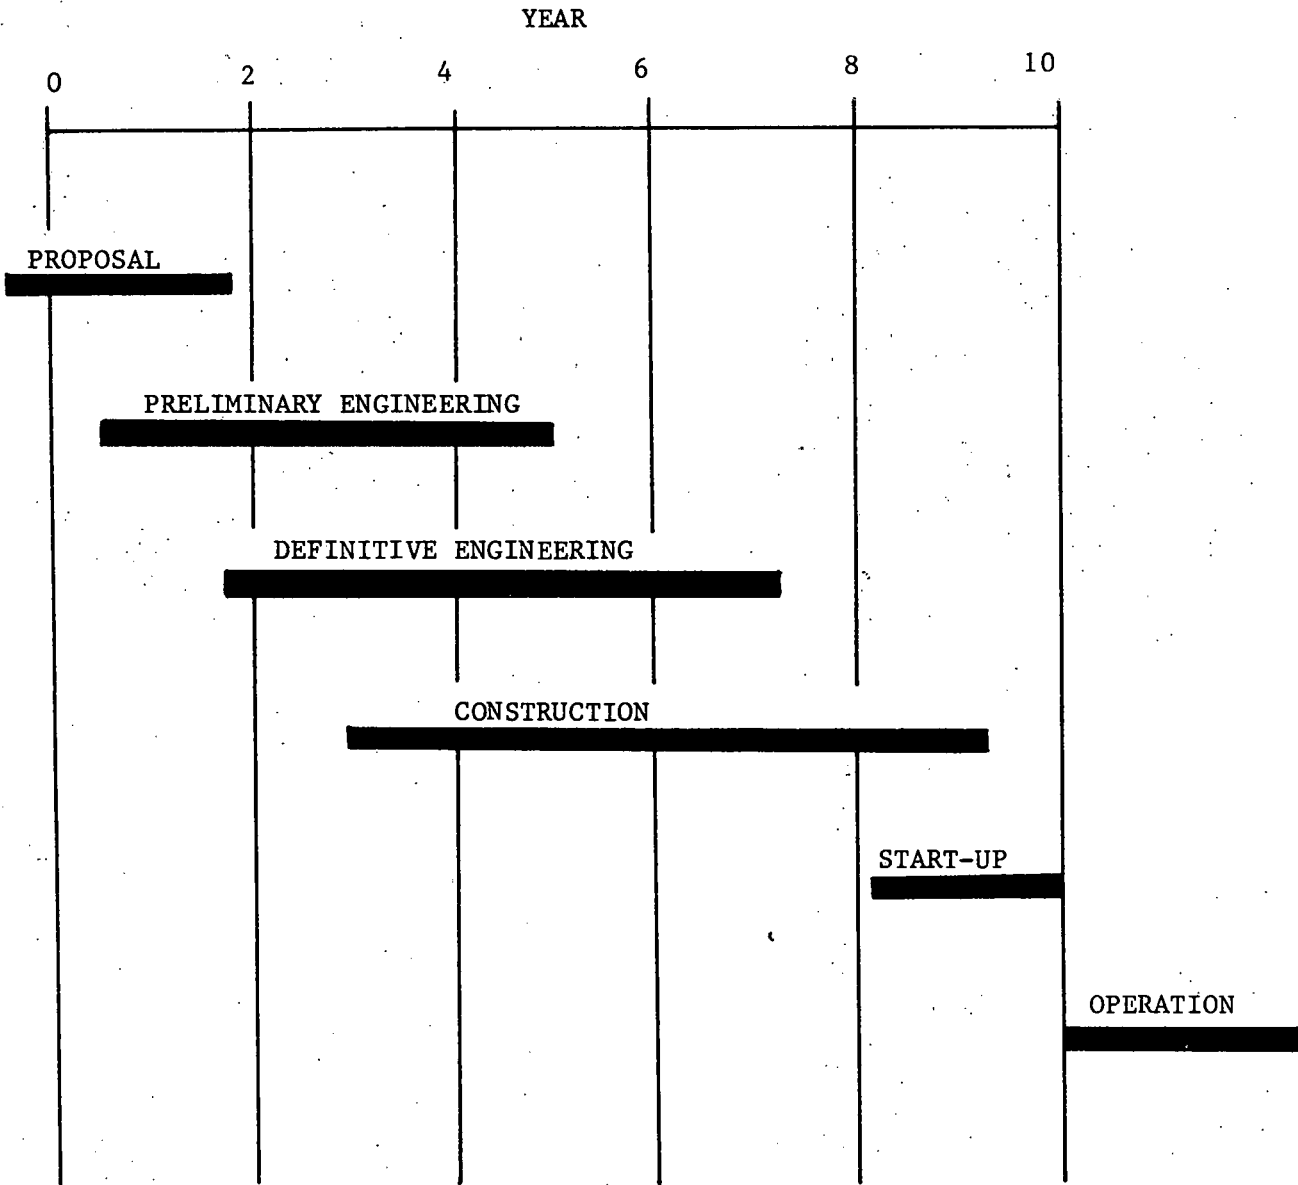 YEAR
0 2 4 6 8 10
PROPOSAL
PRELIMINARY ENGINEERING
DEFINITIVE ENGINEERING
CONSTRUCTION
START-UP
OPERATION